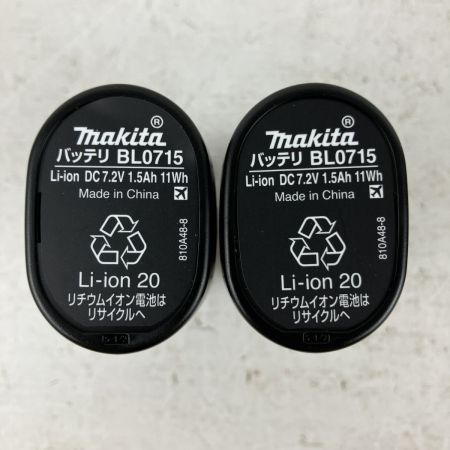 makita®
バッテリ BL0715
Li-ion DC 7.2V 1.5Ah 11Wh
Made in China
810A48-8
Li-ion 20
リチウムイオン電池は
リサイクルへ
makita®
バッテリ BL0715
Li-ion DC 7.2V 1.5Ah 11Wh
Made in China
810A48-8
Li-ion 20
リチウムイオン電池は
リサイクルへ